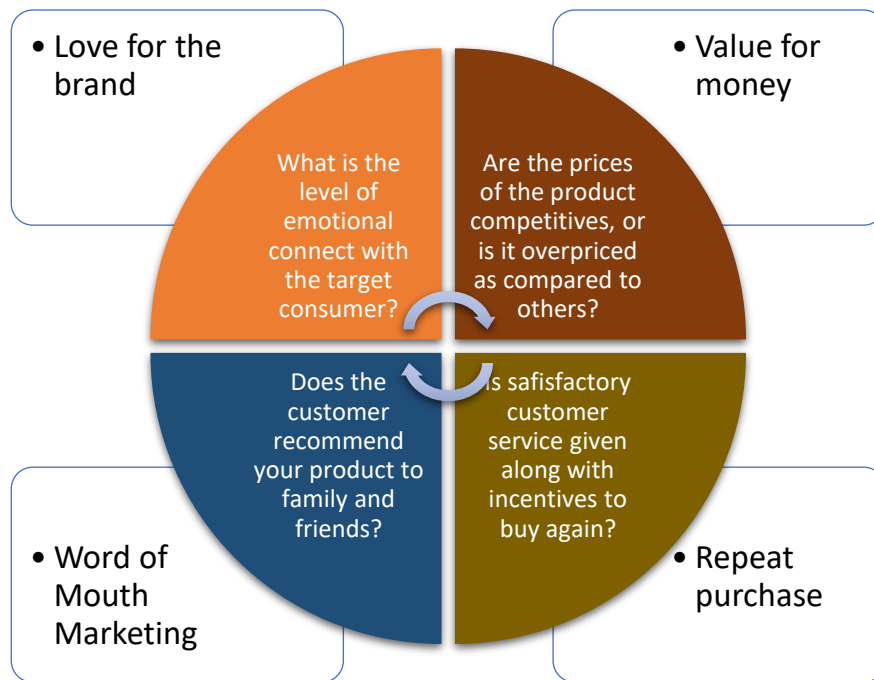 • Love for the
brand
• Value for
money
What is the
level of
emotional
connect with
the target
consumer?
Are the prices
of the product
competitives, or
is it overpriced
as compared to
others?
Does the
customer
recommend
your product to
family and
friends?
Is safisfactory
customer
service given
along with
incentives to
buy again?
• Word of
Mouth
Marketing
• Repeat
purchase